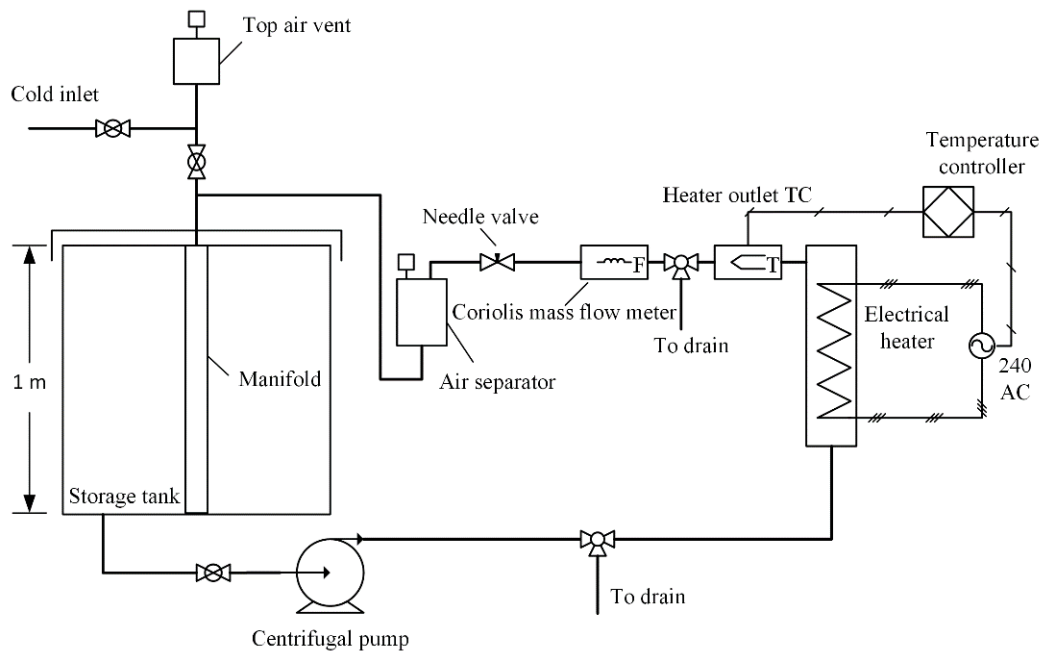 Top air vent
Cold inlet
Temperature
controller
Heater outlet TC
Needle valve
F
T
Coriolis mass flow meter
Electrical
heater
To drain
240
AC
1 m
Manifold
Air separator
Storage tank
To drain
Centrifugal pump